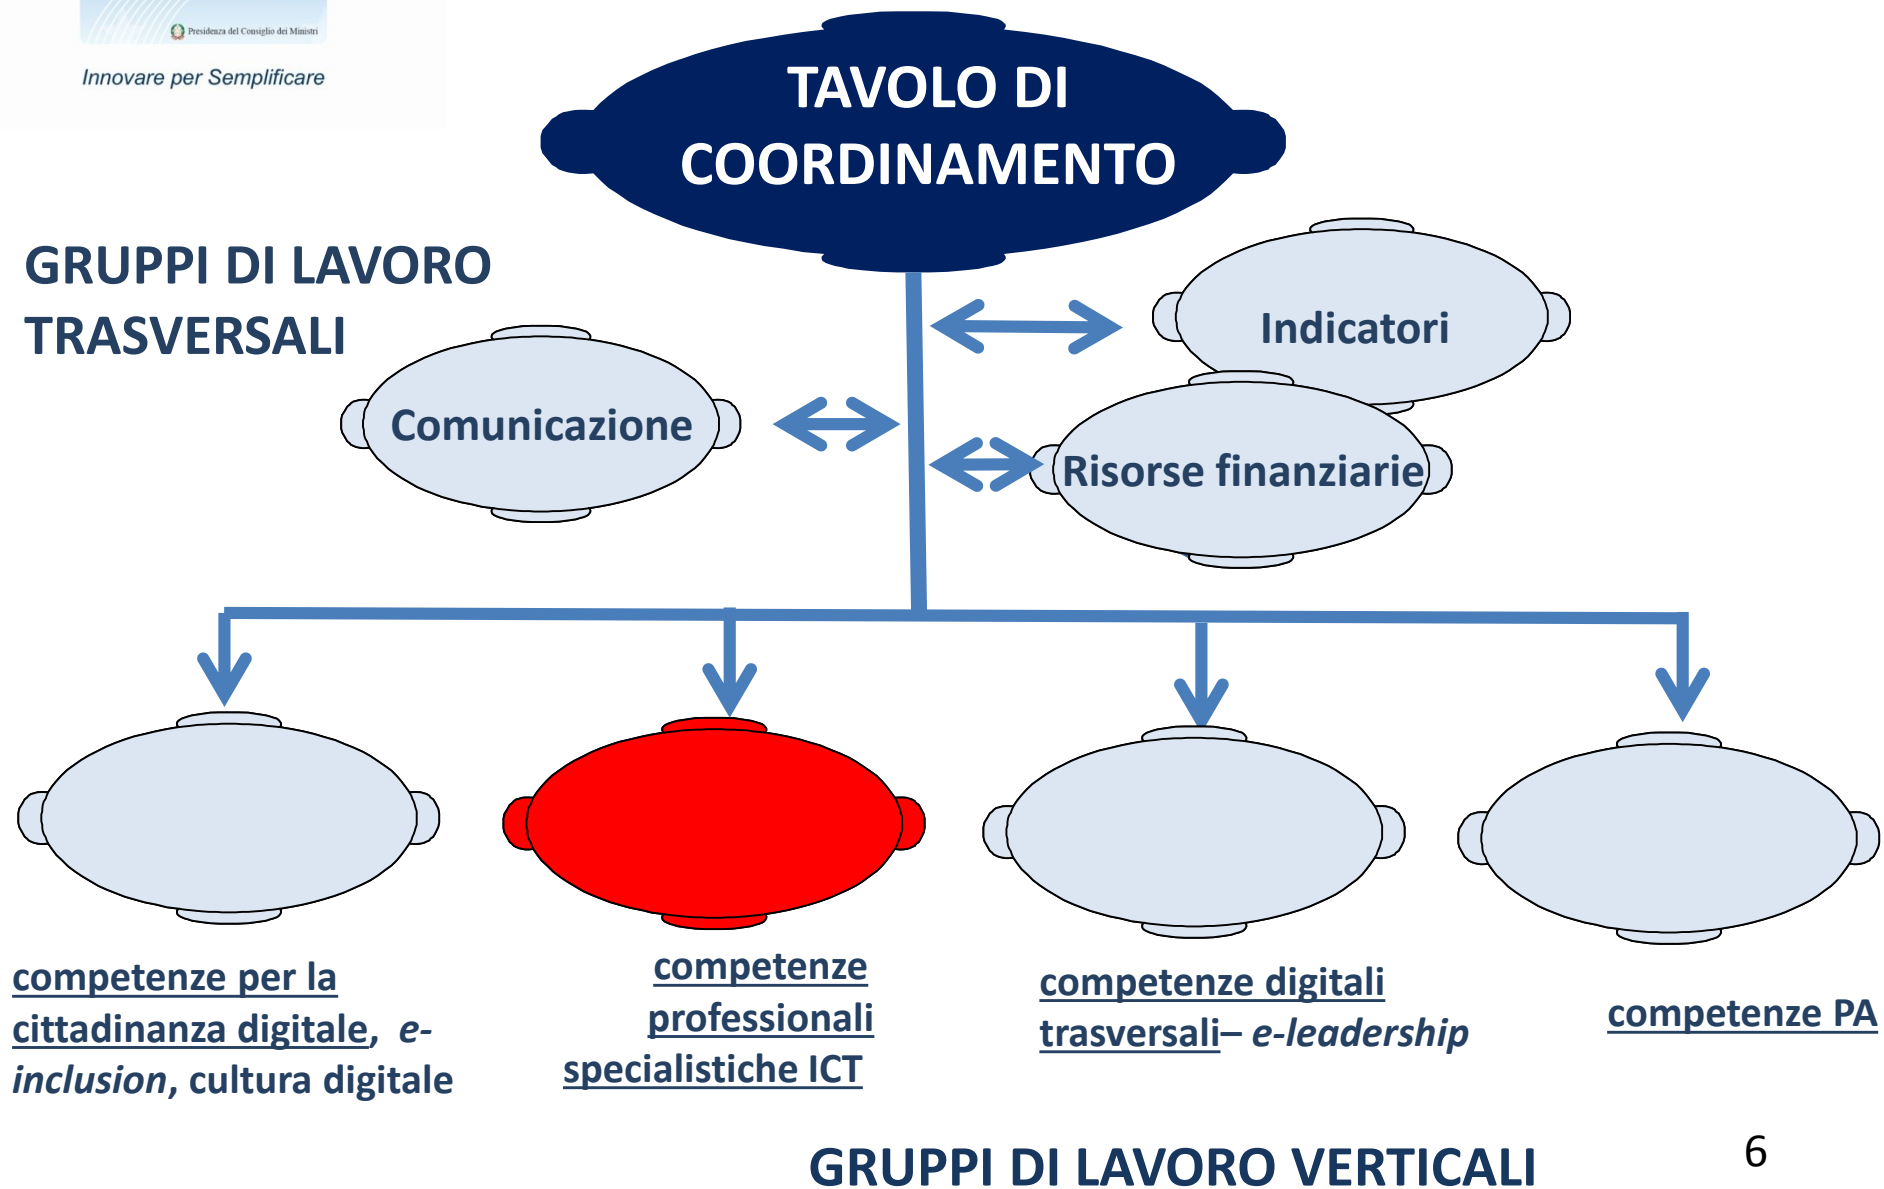 Presidenza del Consiglio dei Ministri
Innovare per Semplificare
TAVOLO DI
COORDINAMENTO
GRUPPI DI LAVORO
TRASVERSALI
Indicatori
Comunicazione
Risorse finanziarie
competenze per la
cittadinanza digitale, e-
inclusion, cultura digitale
competenze
professionali
specialistiche ICT
competenze digitali
trasversali– e-leadership
competenze PA
GRUPPI DI LAVORO VERTICALI
6